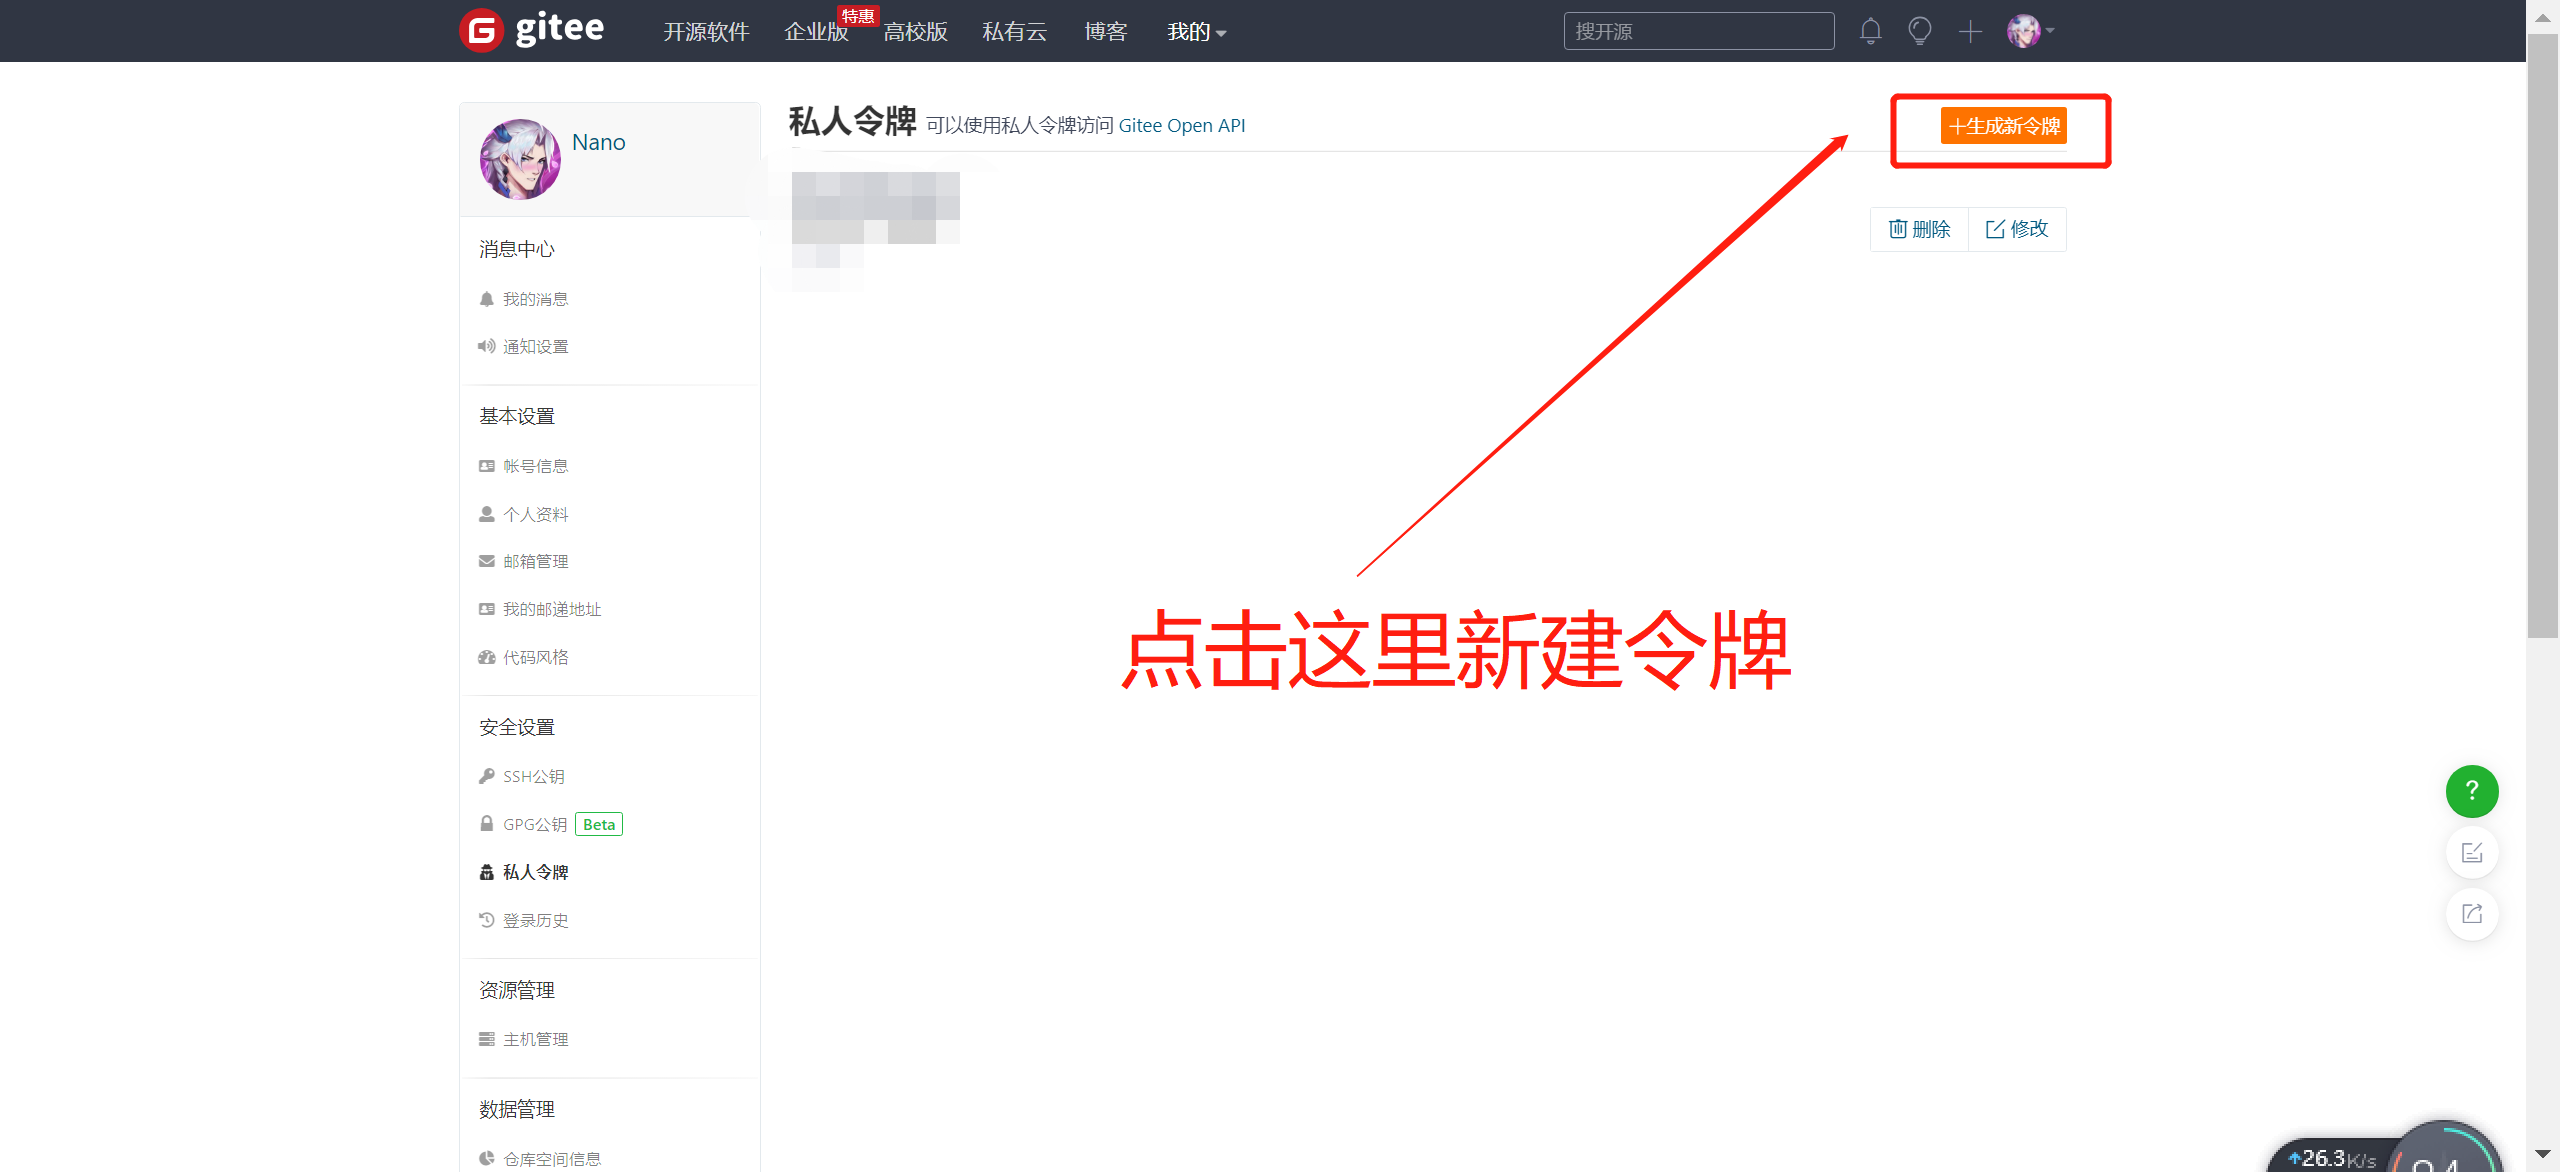 gitee
开源软件
企业版
特惠
高校版
私有云
博客
我的
搜开源
Nano
私人令牌 可以使用私人令牌访问 Gitee Open API
生成新令牌
删除
修改
点击这里新建令牌
消息中心
我的消息
通知设置
基本设置
帐号信息
个人资料
邮箱管理
我的邮递地址
代码风格
安全设置
SSH公钥
GPG公钥 Beta
私人令牌
登录历史
资源管理
主机管理
数据管理
仓库空间信息
26.3K/s